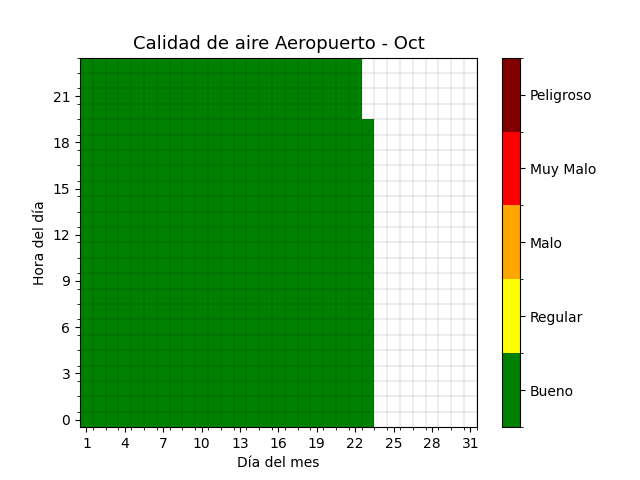 Calidad de aire Aeropuerto - Oct
Hora del día
21
18
15
12
9
6
3
0
1 4 7 10 13 16 19 22 25 28 31
Día del mes
Peligroso
Muy Malo
Malo
Regular
Bueno